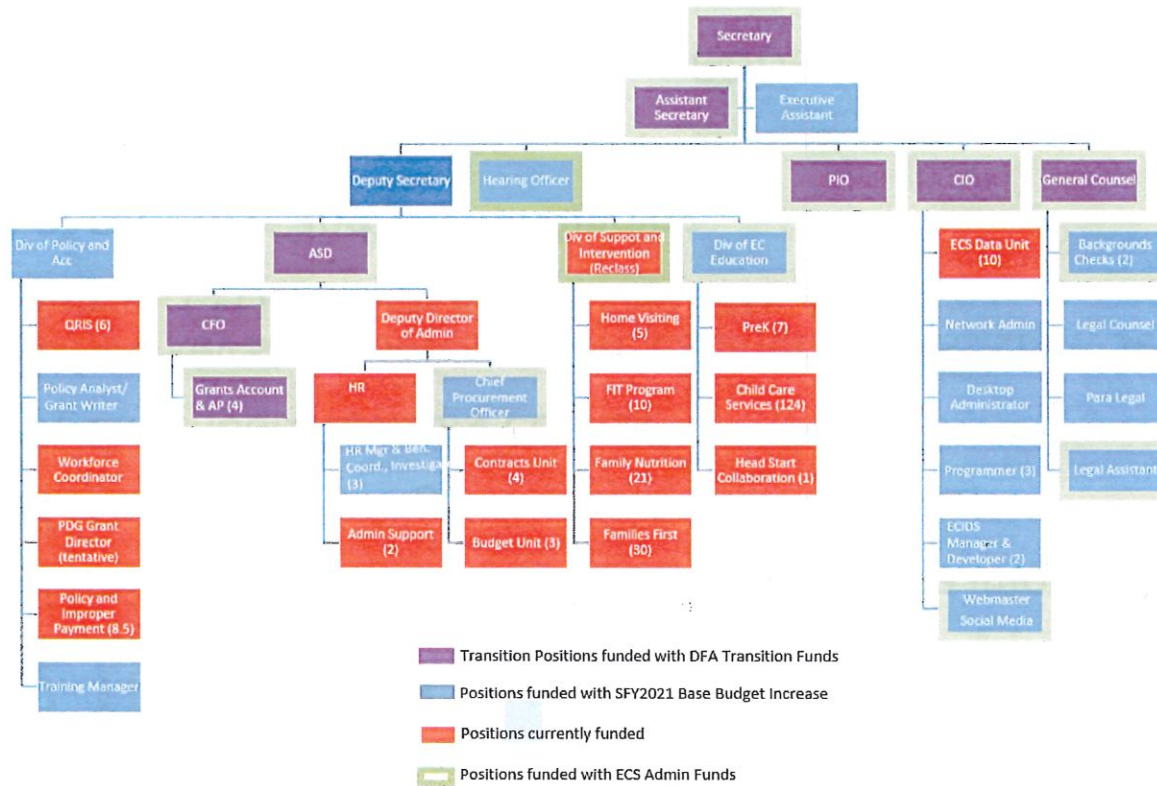 Secretary
Assistant
Secretary
Executive
Assistant
Deputy Secretary
Hearing Officer
PIO
CIO
General Counsel
Div of Policy and
Acc
ASD
Div of Suppot and
Intervention
(Reclass)
Div of EC
Education
ECS Data Unit
(10)
Backgrounds
Checks (2)
QRIS (6)
CFO
Deputy Director
of Admin
Home Visiting
(5)
PreK (7)
Network Admin
Legal Counsel
Policy Analyst/
Grant Writer
Grants Account
& AP (4)
HR
Chief
Procurement
Officer
FIT Program
(10)
Child Care
Services (124)
Desktop
Administrator
Para Legal
Workforce
Coordinator
HR Mgr & Ben.
Coord., Investiga
(3)
Contracts Unit
(4)
Family Nutrition
(21)
Head Start
Collaboration (1)
Programmer (3)
Legal Assistant
PDG Grant
Director
(tentative)
Admin Support
(2)
Budget Unit (3)
Families First
(30)
ECIDS
Manager &
Developer (2)
Policy and
Improper
Payment (8.5)
Webmaster
Social Media
Training Manager
Transition Positions funded with DFA Transition Funds
Positions funded with SFY2021 Base Budget Increase
Positions currently funded
Positions funded with ECS Admin Funds